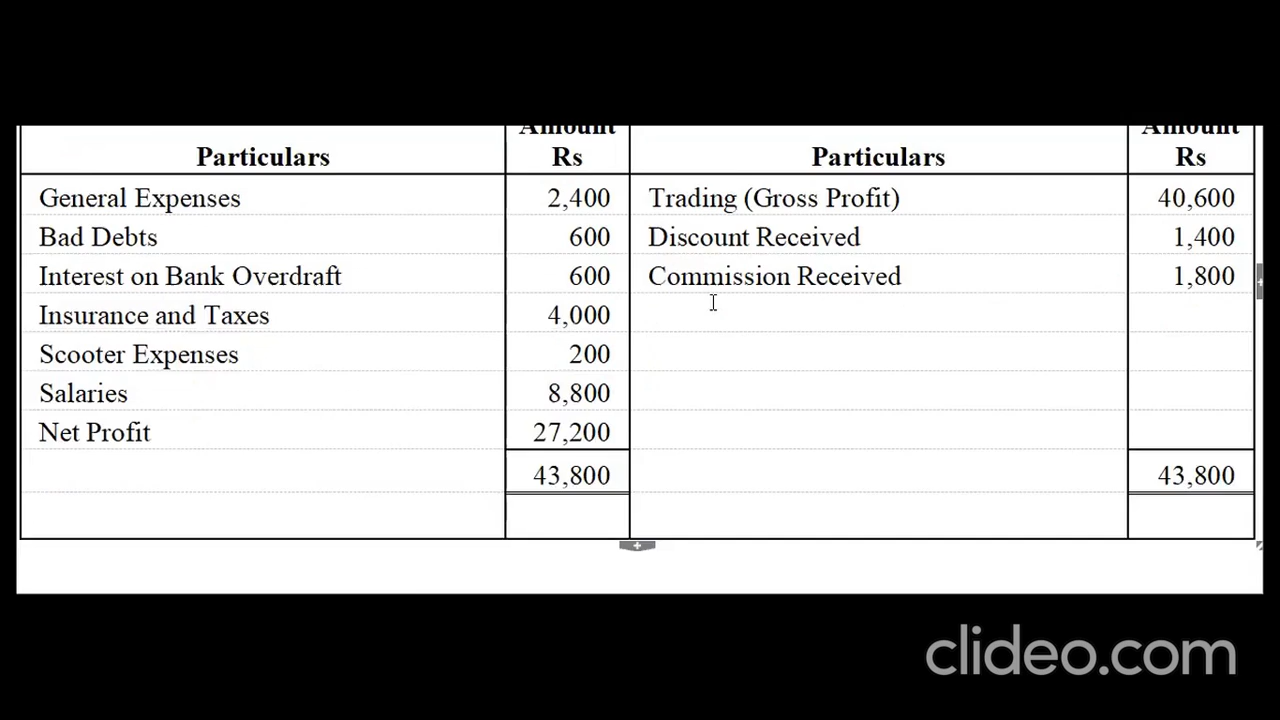 Amount Amount
Particulars Rs Particulars Rs
General Expenses 2,400 Trading (Gross Profit) 40,600
Bad Debts 600 Discount Received 1,400
Interest on Bank Overdraft 600 Commission Received 1,800
Insurance and Taxes 4,000
Scooter Expenses 200
Salaries 8,800
Net Profit 27,200
43,800 43,800
clideo.com